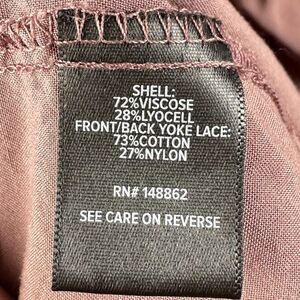 SHELL:
72%VISCOSE
28%LYOCELL
FRONT/BACK YOKE LACE:
73%COTTON
27%NYLON
RN# 148862
SEE CARE ON REVERSE